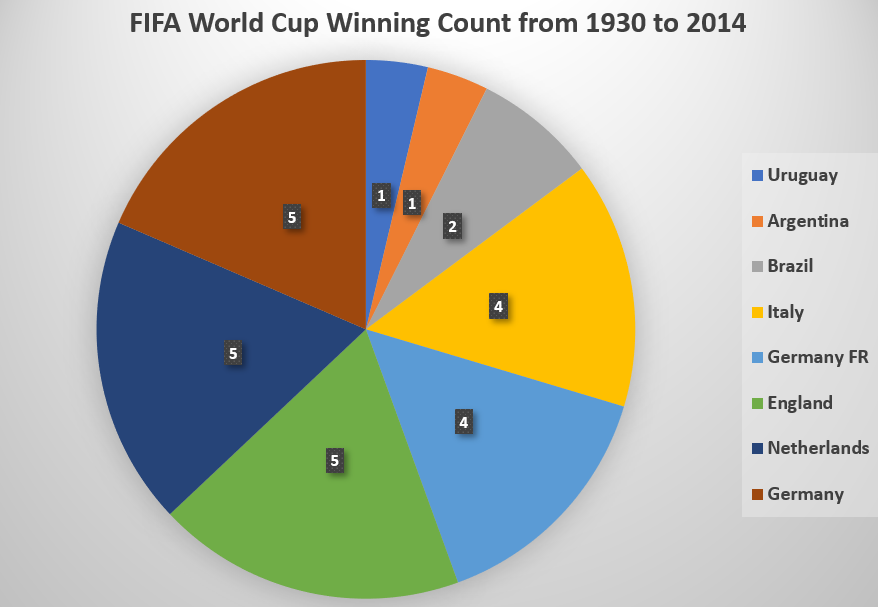 FIFA World Cup Winning Count from 1930 to 2014
1
1
2
4
4
5
5
5
Uruguay
Argentina
Brazil
Italy
Germany FR
England
Netherlands
Germany